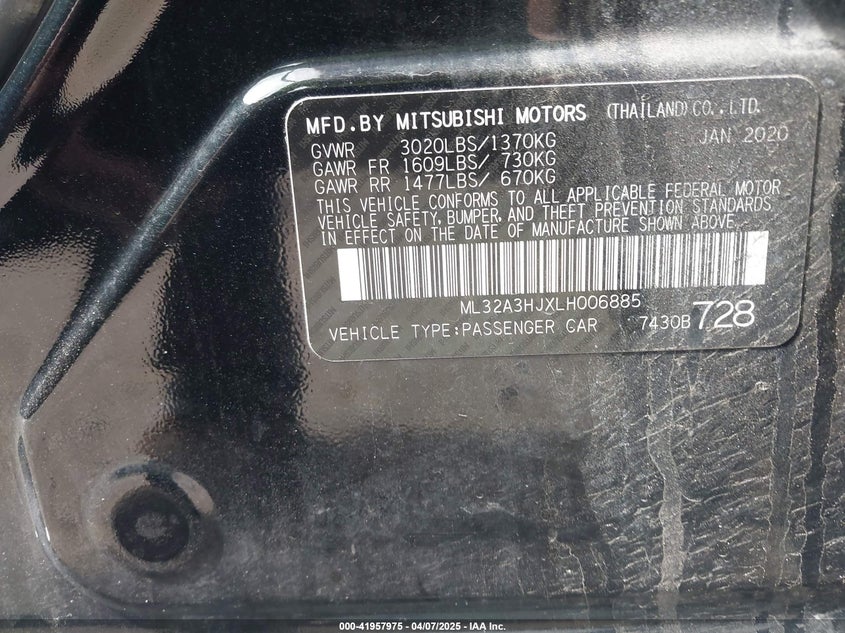 MFD.BY MITSUBISHI MOTORS (THAILAND)CO.,LTD.
GVWR 3020LBS/1370KG JAN 2020
GAWR FR 1609LBS/ 730KG
GAWR RR 1477LBS/ 670KG
THIS VEHICLE CONFORMS TO ALL APPLICABLE FEDERAL MOTOR
VEHICLE SAFETY, BUMPER, AND THEFT PREVENTION STANDARDS
IN EFFECT ON THE DATE OF MANUFACTURE SHOWN ABOVE.
ML32A3HJXLH006885
VEHICLE TYPE:PASSENGER CAR 7430B 728
000-41957975 - 04/07/2025 - IAA Inc.